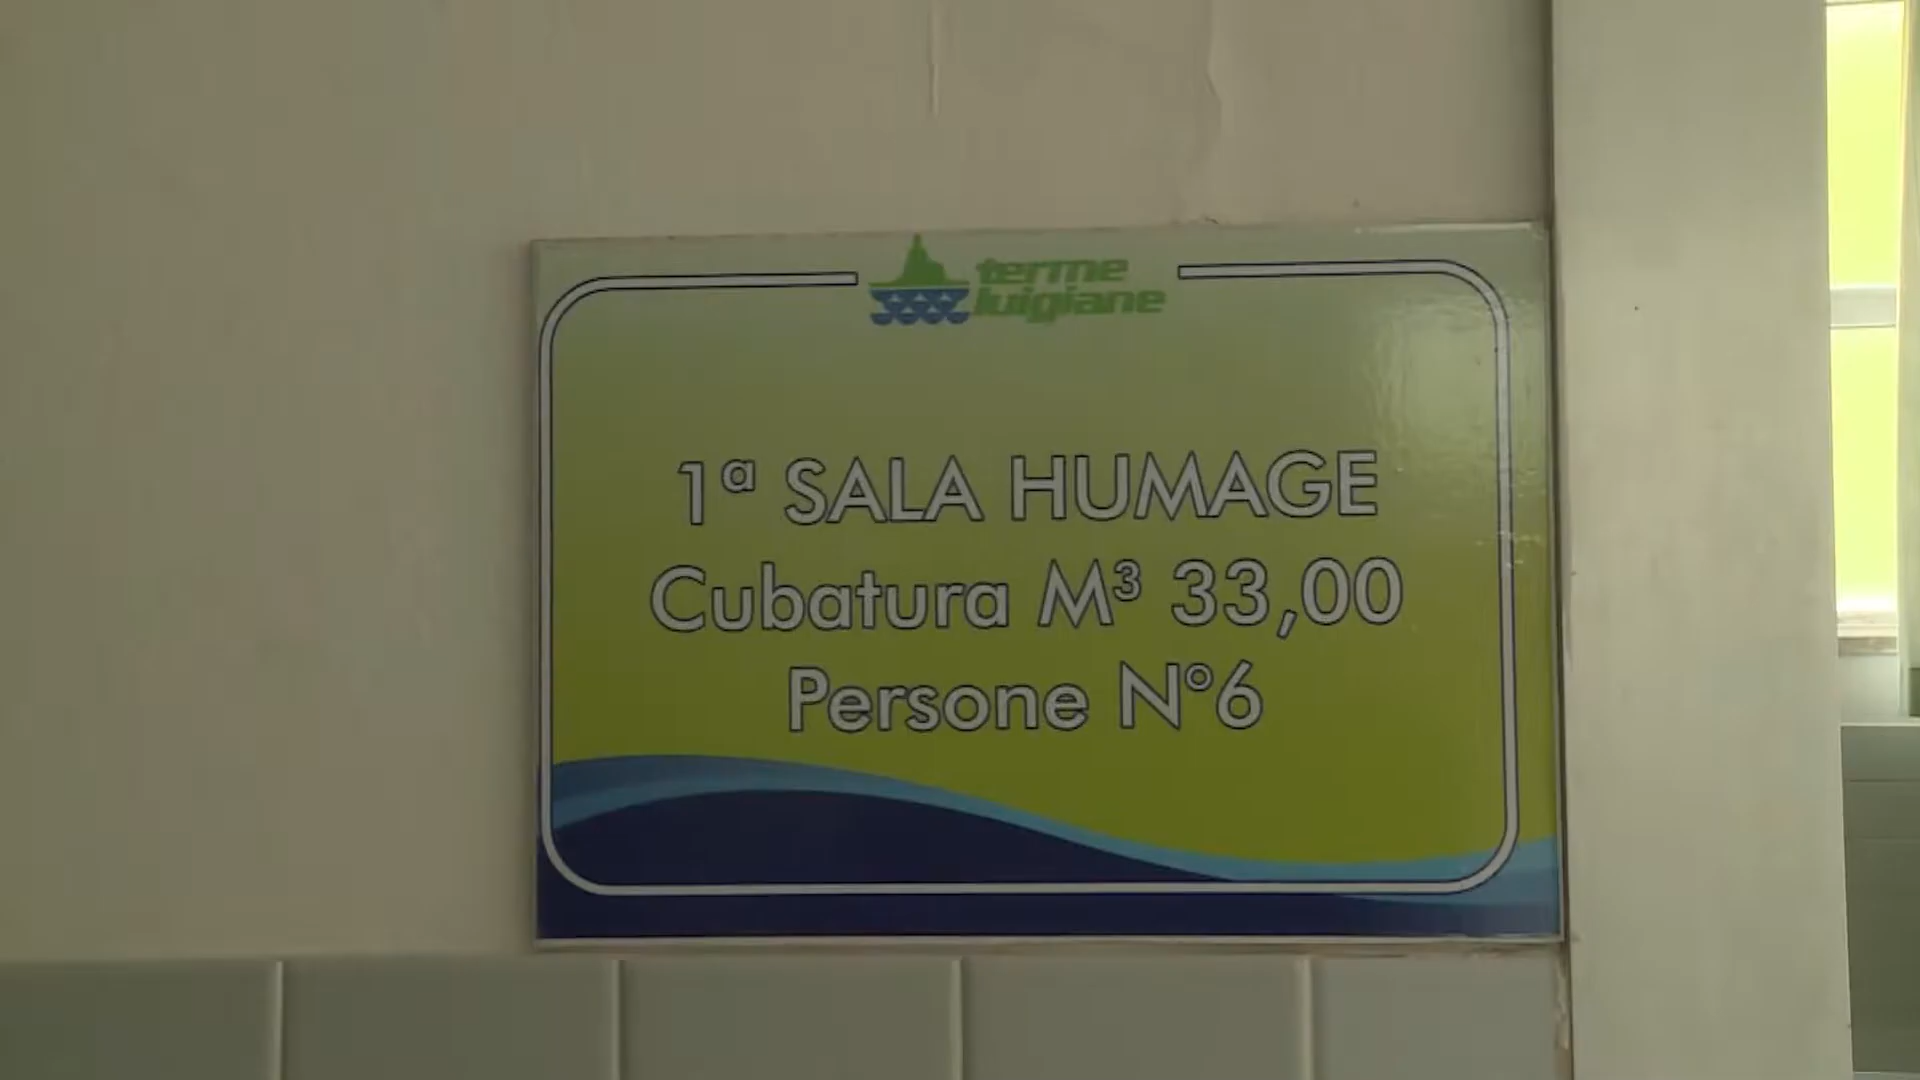 terme
luigiane
1ª SALA HUMAGE
Cubatura M³ 33,00
Persone N°6